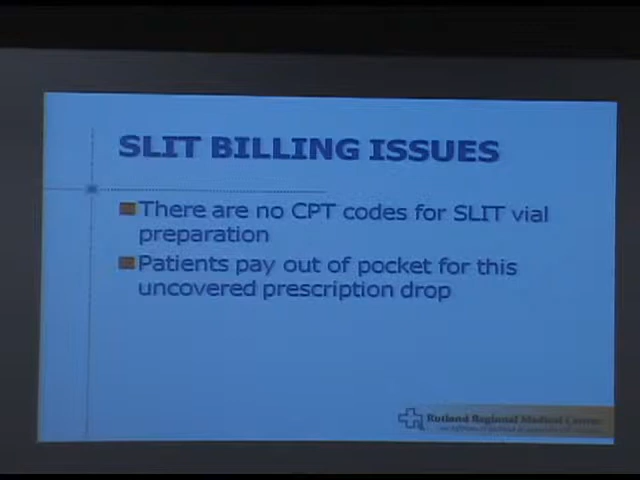 SLIT BILLING ISSUES
There are no CPT codes for SLIT vial
preparation
Patients pay out of pocket for this
uncovered prescription drop
Rutland Regional Medical Center